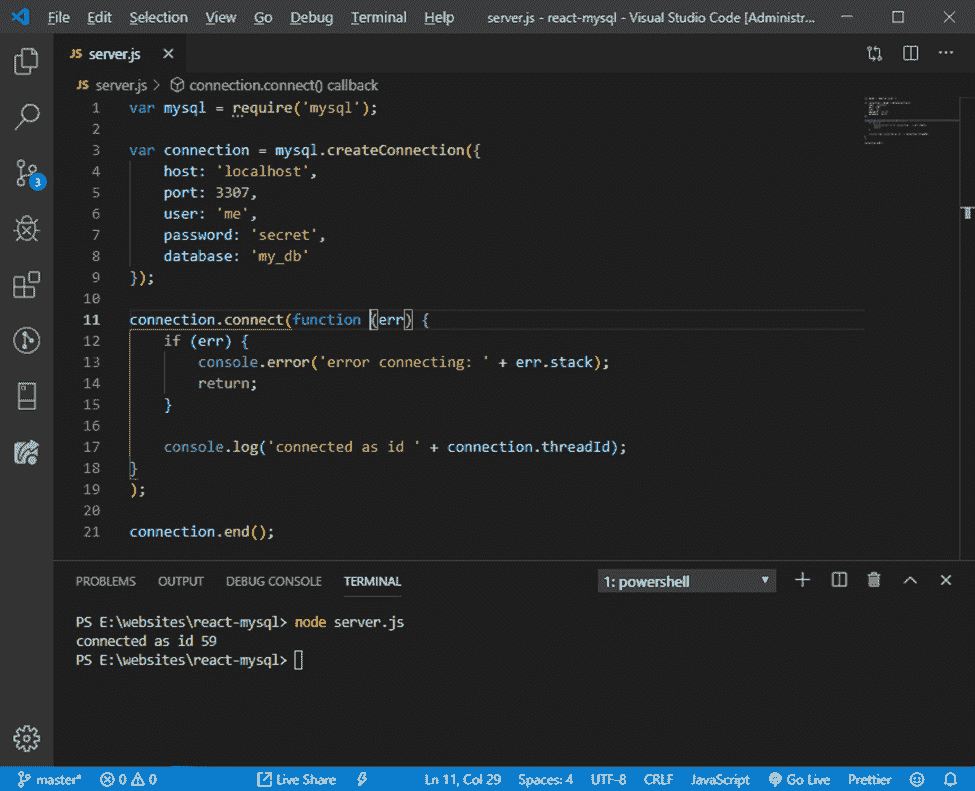 File Edit Selection View Go Debug Terminal Help server.js - react-mysql - Visual Studio Code [Administr...
JS server.js
JS server.js > connection.connect() callback
1 var mysql = require('mysql');
2
3 var connection = mysql.createConnection({
4 host: 'localhost',
5 port: 3307,
6 user: 'me',
7 password: 'secret',
8 database: 'my_db'
9 });
10
11 connection.connect(function (err) {
12 if (err) {
13 console.error('error connecting: ' + err.stack);
14 return;
15 }
16
17 console.log('connected as id ' + connection.threadId);
18 }
19 );
20
21 connection.end();
3
PROBLEMS OUTPUT DEBUG CONSOLE TERMINAL 1: powershell
PS E:\websites\react-mysql> node server.js
connected as id 59
PS E:\websites\react-mysql>
master* 0 0 Live Share Ln 11, Col 29 Spaces: 4 UTF-8 CRLF JavaScript Go Live Prettier